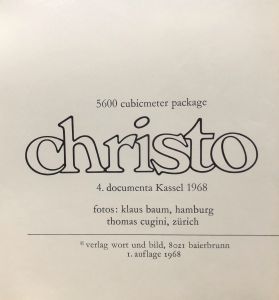 5600 cubicmeter package
christo
4. documenta Kassel 1968
fotos: klaus baum, hamburg
thomas cugini, zürich
© verlag wort und bild, 8021 baierbrunn
1. auflage 1968